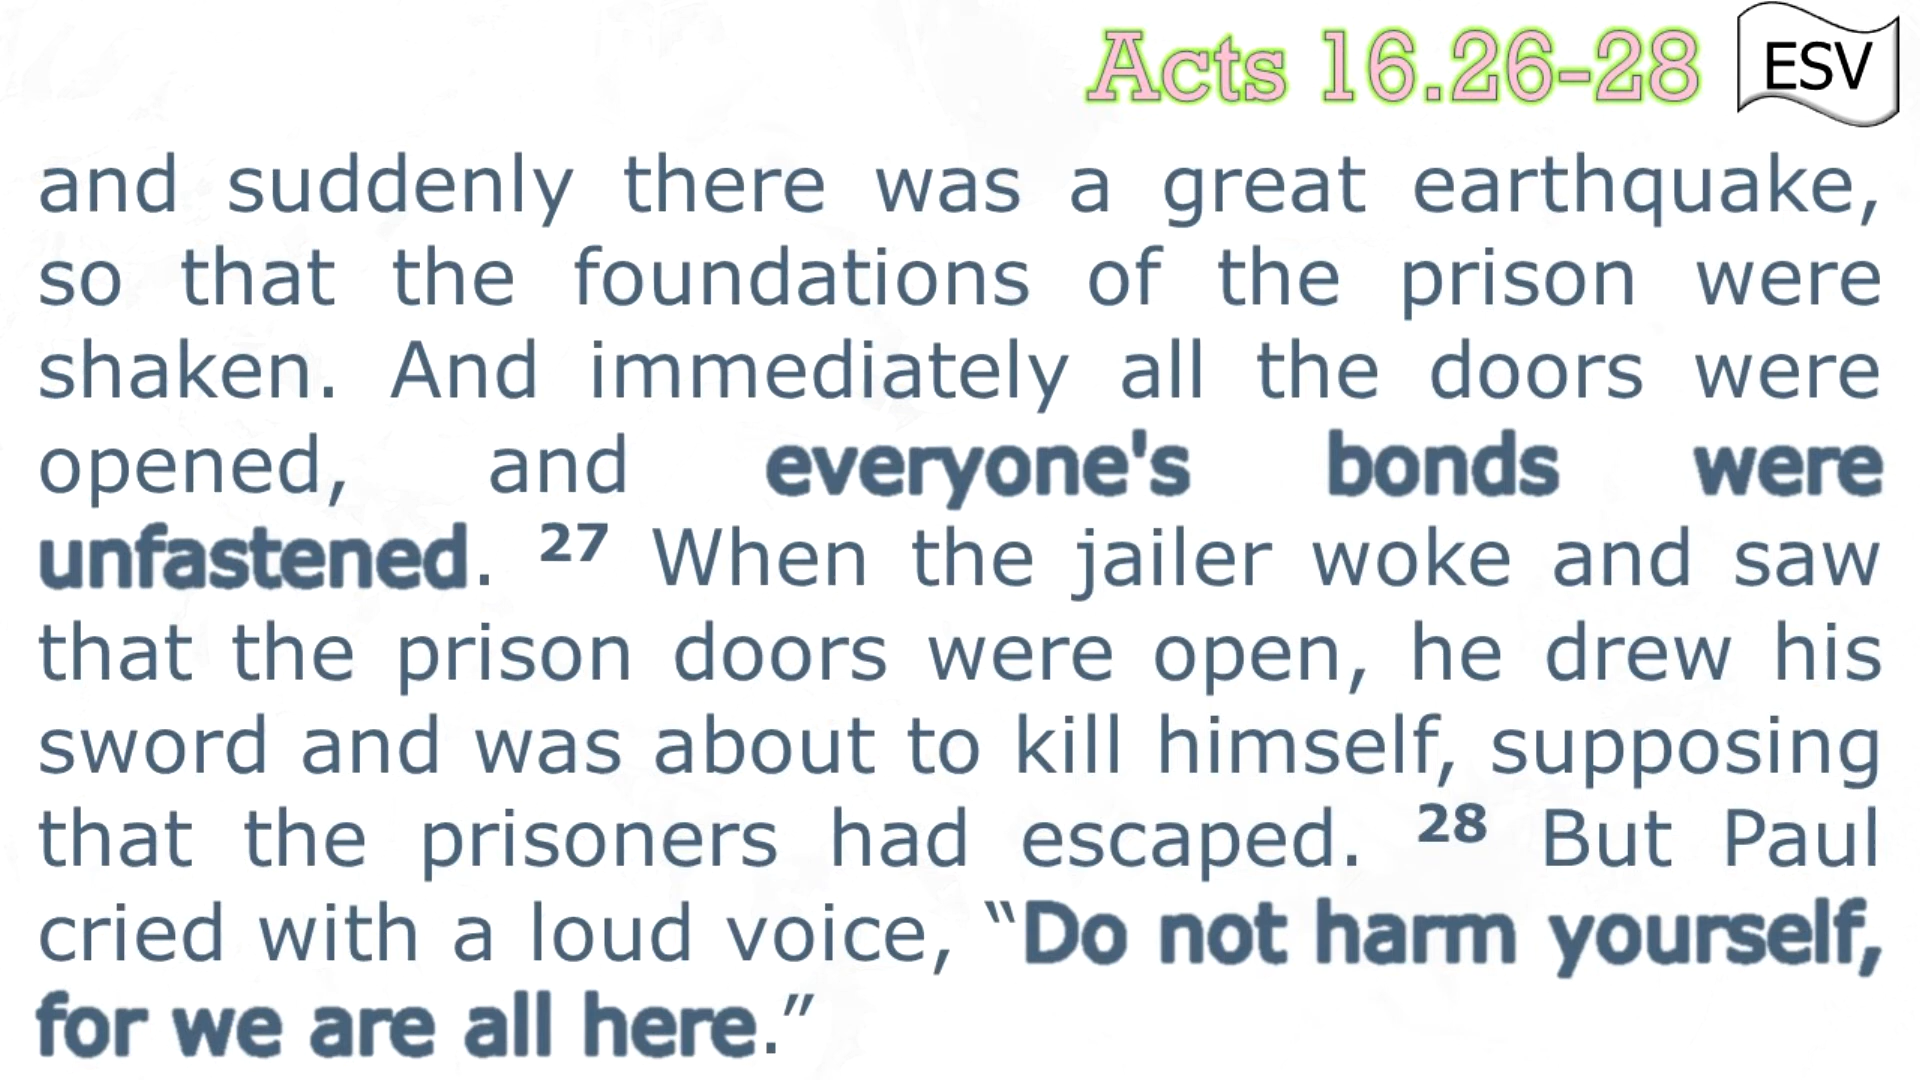 Acts 16.26-28 ESV
and suddenly there was a great earthquake,
so that the foundations of the prison were
shaken. And immediately all the doors were
opened, and everyone's bonds were
unfastened. 27 When the jailer woke and saw
that the prison doors were open, he drew his
sword and was about to kill himself, supposing
that the prisoners had escaped. 28 But Paul
cried with a loud voice, “Do not harm yourself,
for we are all here.”